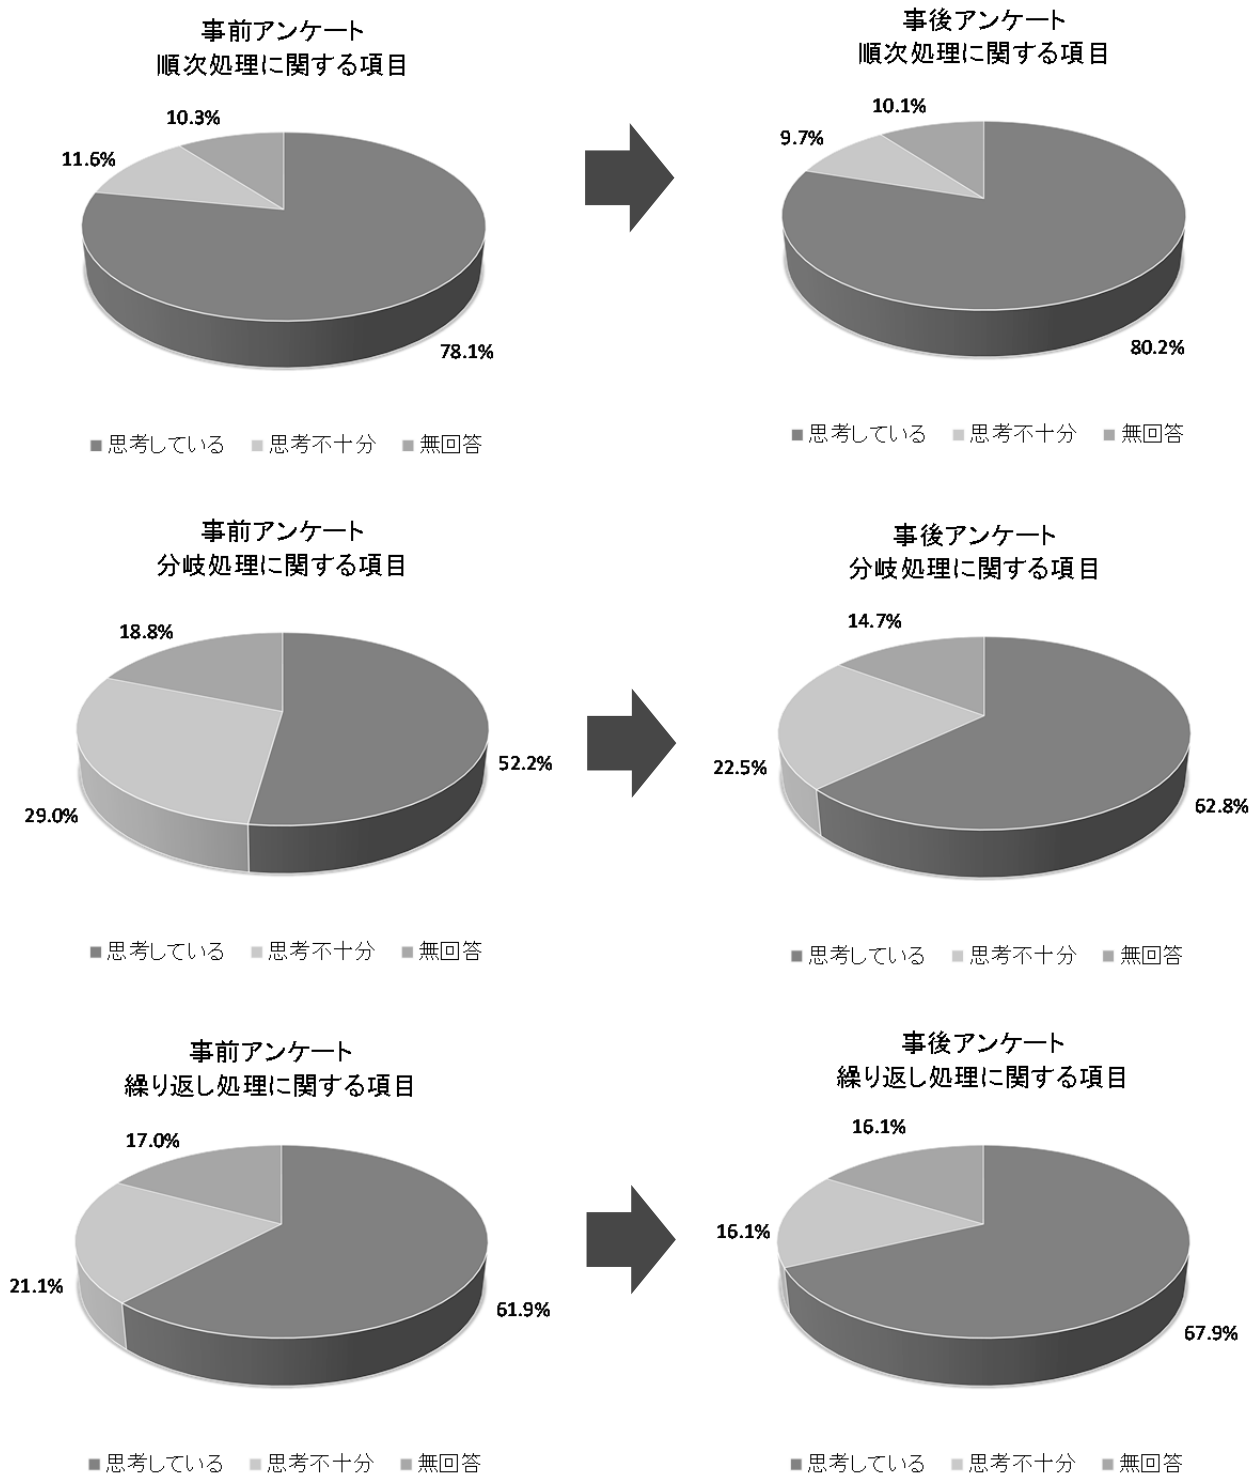 事前アンケート
順次処理に関する項目
10.3%
11.6%
78.1%
■思考している ■思考不十分 ■無回答
事後アンケート
順次処理に関する項目
10.1%
9.7%
80.2%
■思考している ■思考不十分 ■無回答
事前アンケート
分岐処理に関する項目
18.8%
52.2%
29.0%
■思考している ■思考不十分 ■無回答
事後アンケート
分岐処理に関する項目
14.7%
22.5%
62.8%
■思考している ■思考不十分 ■無回答
事前アンケート
繰り返し処理に関する項目
17.0%
21.1%
61.9%
■思考している ■思考不十分 ■無回答
事後アンケート
繰り返し処理に関する項目
16.1%
16.1%
67.9%
■思考している ■思考不十分 ■無回答